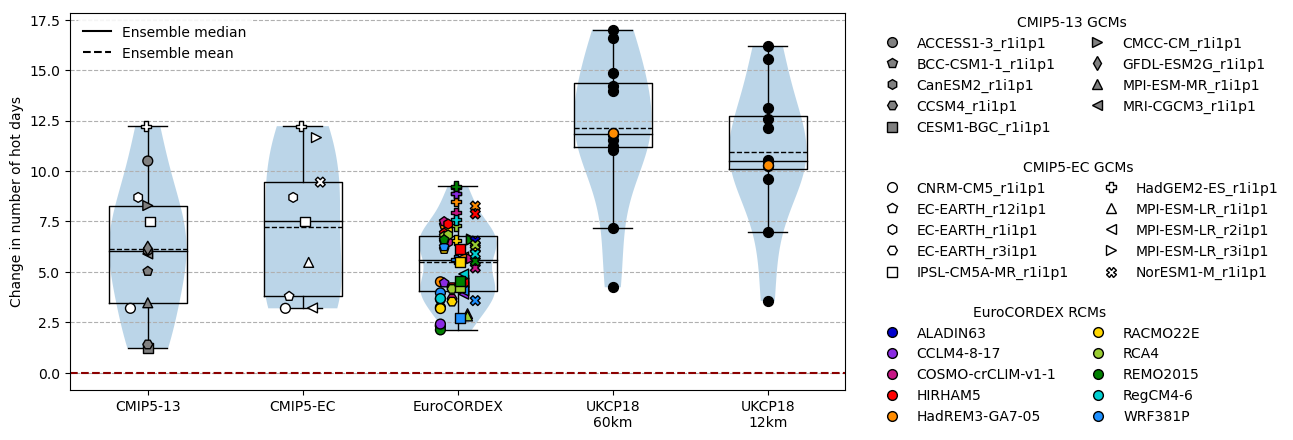 17.5
15.0
12.5
10.0
7.5
5.0
2.5
0.0
Change in number of hot days
Ensemble median
Ensemble mean
CMIP5-13
CMIP5-EC
EuroCORDEX
UKCP18
60km
UKCP18
12km
CMIP5-13 GCMs
ACCESS1-3_r1i1p1
BCC-CSM1-1_r1i1p1
CanESM2_r1i1p1
CCSM4_r1i1p1
CESM1-BGC_r1i1p1
CMCC-CM_r1i1p1
GFDL-ESM2G_r1i1p1
MPI-ESM-MR_r1i1p1
MRI-CGCM3_r1i1p1
CMIP5-EC GCMs
CNRM-CM5_r1i1p1
EC-EARTH_r12i1p1
EC-EARTH_r1i1p1
EC-EARTH_r3i1p1
IPSL-CM5A-MR_r1i1p1
HadGEM2-ES_r1i1p1
MPI-ESM-LR_r1i1p1
MPI-ESM-LR_r2i1p1
MPI-ESM-LR_r3i1p1
NorESM1-M_r1i1p1
EuroCORDEX RCMs
ALADIN63
CCLM4-8-17
COSMO-crCLIM-v1-1
HIRHAM5
HadREM3-GA7-05
RACMO22E
RCA4
REMO2015
RegCM4-6
WRF381P